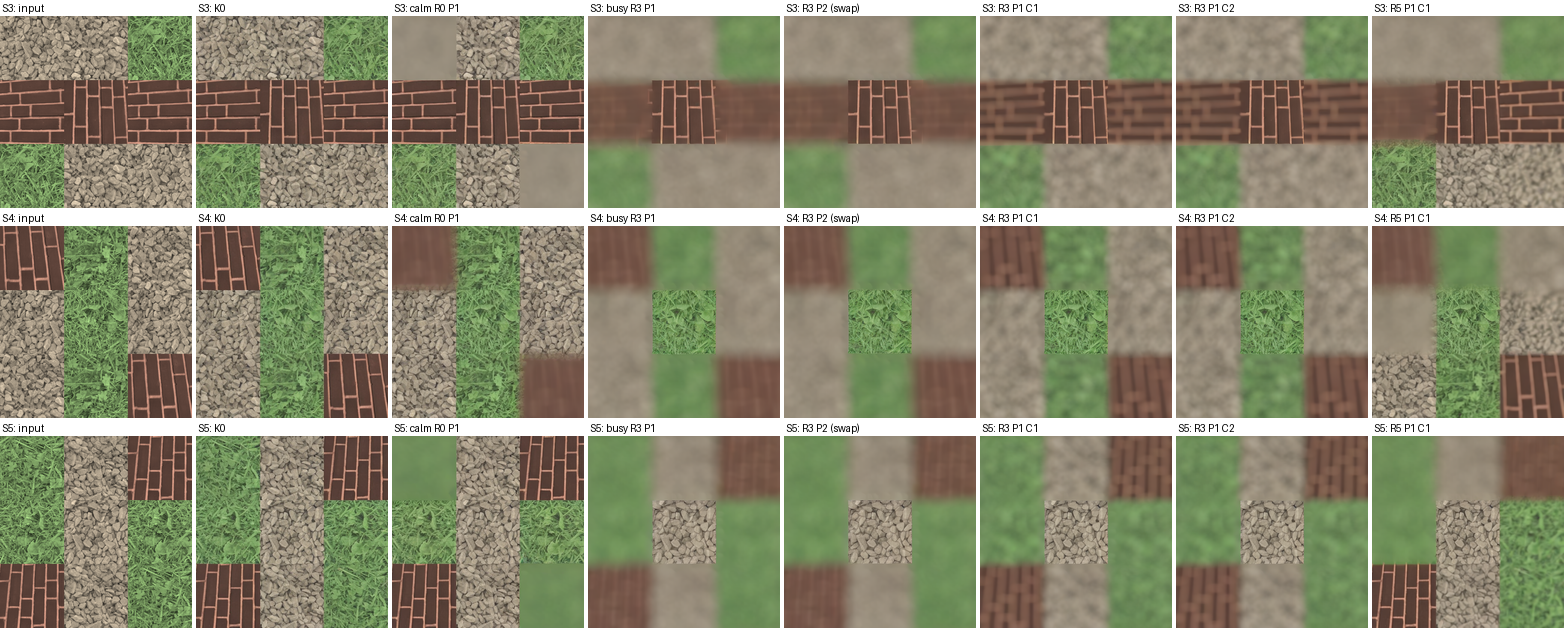 S3: input
S3: K0
S3: calm R0 P1
S3: busy R3 P1
S3: R3 P2 (swap)
S3: R3 P1 C1
S3: R3 P1 C2
S3: R5 P1 C1
S4: input
S4: K0
S4: calm R0 P1
S4: busy R3 P1
S4: R3 P2 (swap)
S4: R3 P1 C1
S4: R3 P1 C2
S4: R5 P1 C1
S5: input
S5: K0
S5: calm R0 P1
S5: busy R3 P1
S5: R3 P2 (swap)
S5: R3 P1 C1
S5: R3 P1 C2
S5: R5 P1 C1